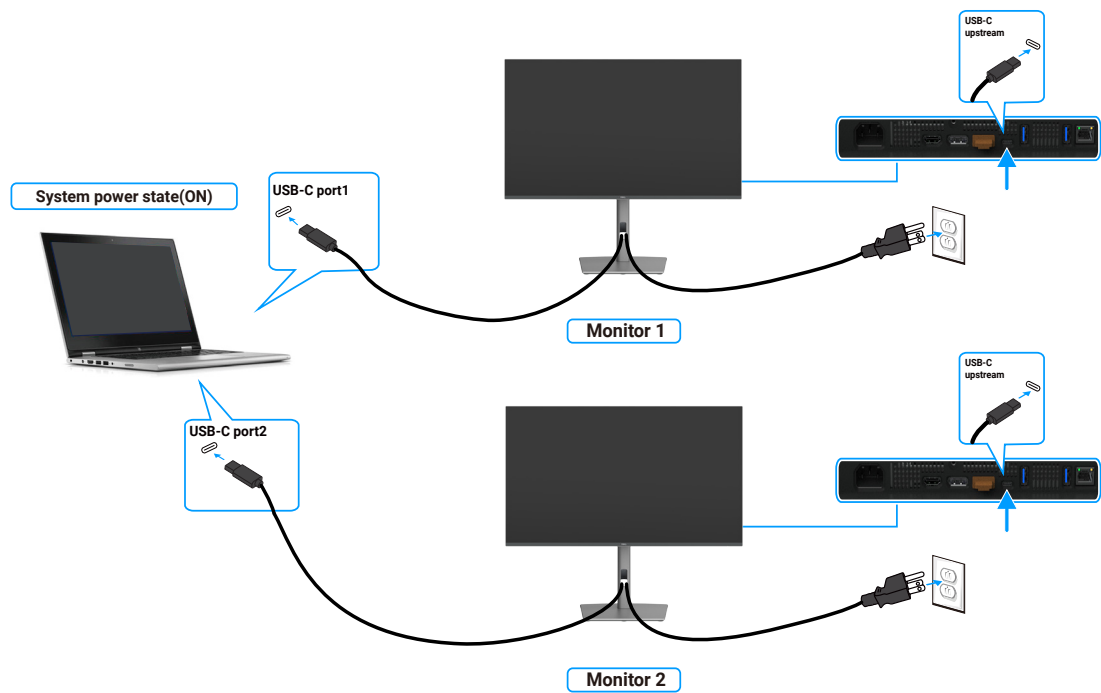 USB-C
upstream
USB-C port1
System power state(ON)
Monitor 1
USB-C
upstream
USB-C port2
Monitor 2